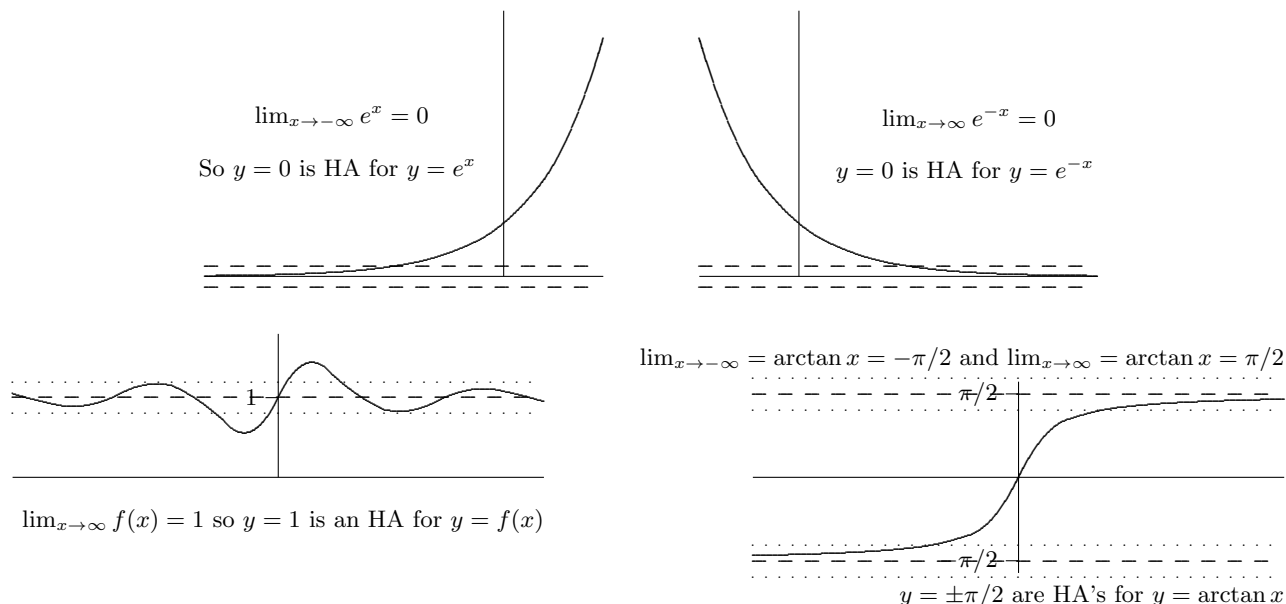 lim_{x→−∞} e^x = 0
So y = 0 is HA for y = e^x
lim_{x→∞} e^{−x} = 0
y = 0 is HA for y = e^{−x}
1
lim_{x→∞} f(x) = 1 so y = 1 is an HA for y = f(x)
lim_{x→−∞} = arctan x = −π/2 and lim_{x→∞} = arctan x = π/2
π/2
−π/2
y = ±π/2 are HA's for y = arctan x